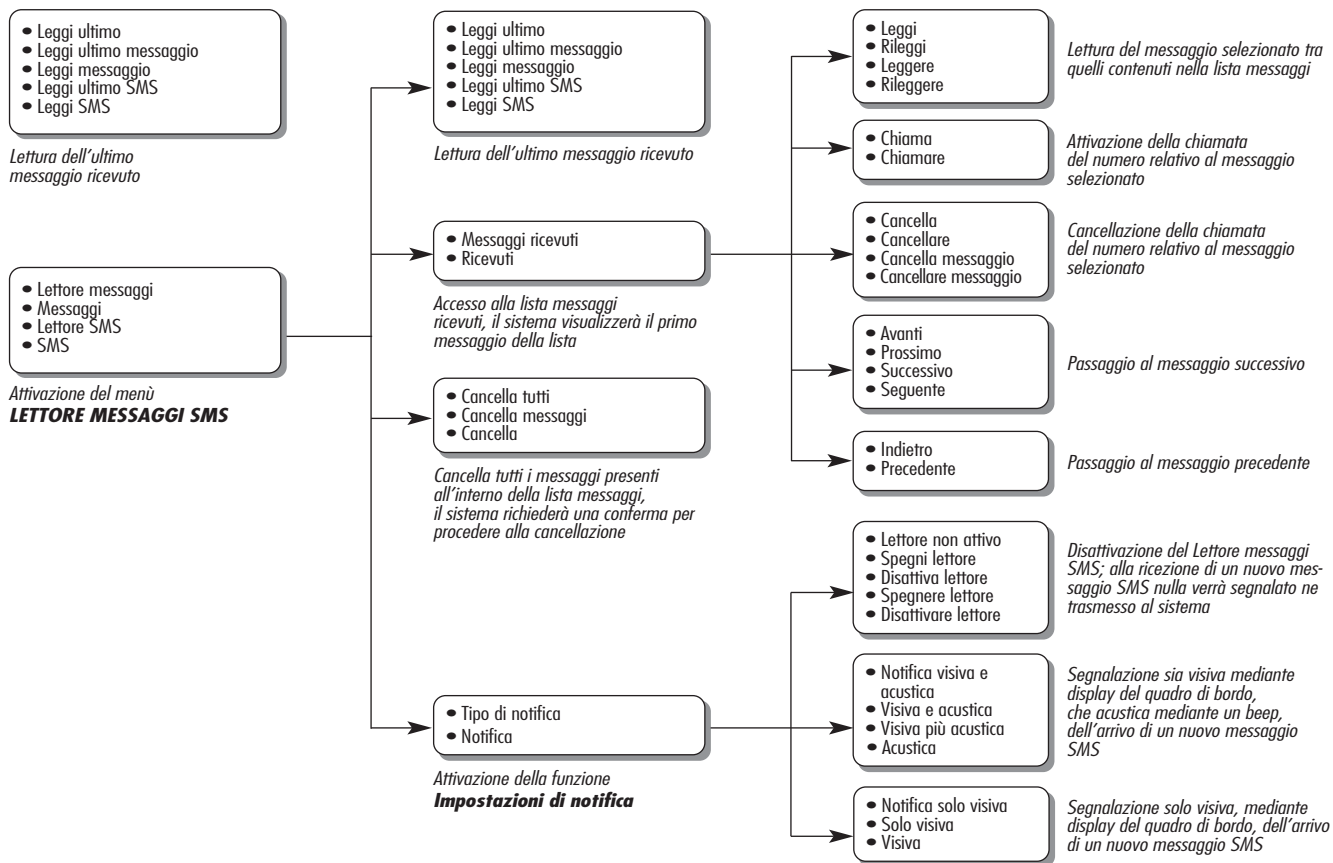 • Leggi ultimo
• Leggi ultimo messaggio
• Leggi messaggio
• Leggi ultimo SMS
• Leggi SMS
Lettura dell'ultimo
messaggio ricevuto
• Lettore messaggi
• Messaggi
• Lettore SMS
• SMS
Attivazione del menù
LETTORE MESSAGGI SMS
• Leggi ultimo
• Leggi ultimo messaggio
• Leggi messaggio
• Leggi ultimo SMS
• Leggi SMS
Lettura dell'ultimo messaggio ricevuto
• Messaggi ricevuti
• Ricevuti
Accesso alla lista messaggi
ricevuti, il sistema visualizzerà il primo
messaggio della lista
• Cancella tutti
• Cancella messaggi
• Cancella
Cancella tutti i messaggi presenti
all'interno della lista messaggi,
il sistema richiederà una conferma per
procedere alla cancellazione
• Tipo di notifica
• Notifica
Attivazione della funzione
Impostazioni di notifica
• Leggi
• Rileggi
• Leggere
• Rileggere
Lettura del messaggio selezionato tra
quelli contenuti nella lista messaggi
• Chiama
• Chiamare
Attivazione della chiamata
del numero relativo al messaggio
selezionato
• Cancella
• Cancellare
• Cancella messaggio
• Cancellare messaggio
Cancellazione della chiamata
del numero relativo al messaggio
selezionato
• Avanti
• Prossimo
• Successivo
• Seguente
Passaggio al messaggio successivo
• Indietro
• Precedente
Passaggio al messaggio precedente
• Lettore non attivo
• Spegni lettore
• Disattiva lettore
• Spegnere lettore
• Disattivare lettore
Disattivazione del Lettore messaggi
SMS; alla ricezione di un nuovo mes-
saggio SMS nulla verrà segnalato ne
trasmesso al sistema
• Notifica visiva e
acustica
• Visiva e acustica
• Visiva più acustica
• Acustica
Segnalazione sia visiva mediante
display del quadro di bordo,
che acustica mediante un beep,
dell'arrivo di un nuovo messaggio
SMS
• Notifica solo visiva
• Solo visiva
• Visiva
Segnalazione solo visiva, mediante
display del quadro di bordo, dell'arrivo
di un nuovo messaggio SMS